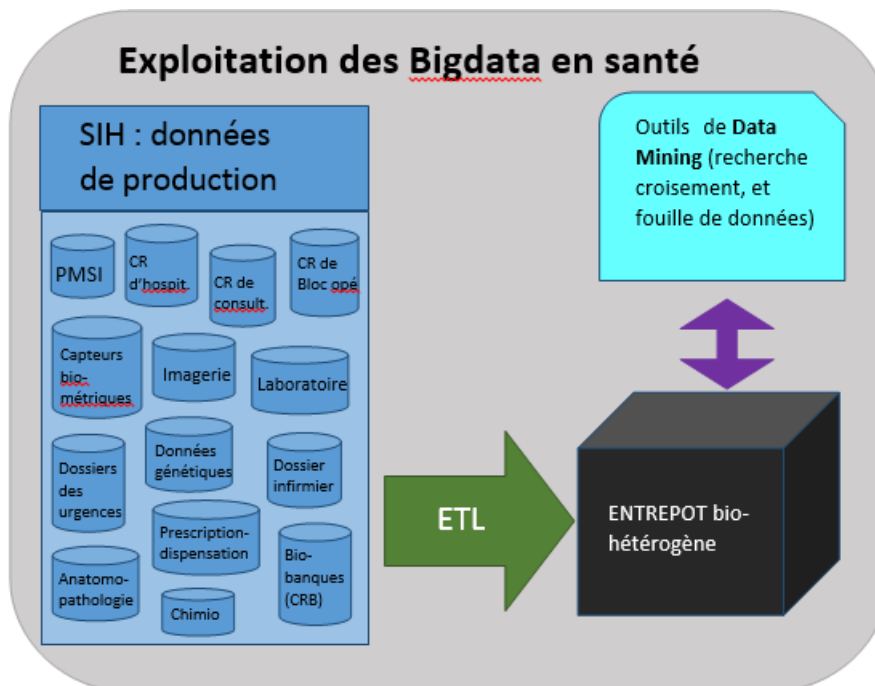 Exploitation des Bigdata en santé
SIH : données
de production
PMSI
CR
d'hospit.
CR de
consult.
CR de
Bloc opé
Capteurs
bio-
métriques
Imagerie
Laboratoire
Dossiers
des
urgences
Données
génétiques
Dossier
infirmier
Prescription-
dispensation
Anatomo-
pathologie
Chimio
Bio-
banques
(CRB)
ETL
Outils de Data
Mining (recherche
croisement, et
fouille de données)
ENTREPOT bio-
hétérogène